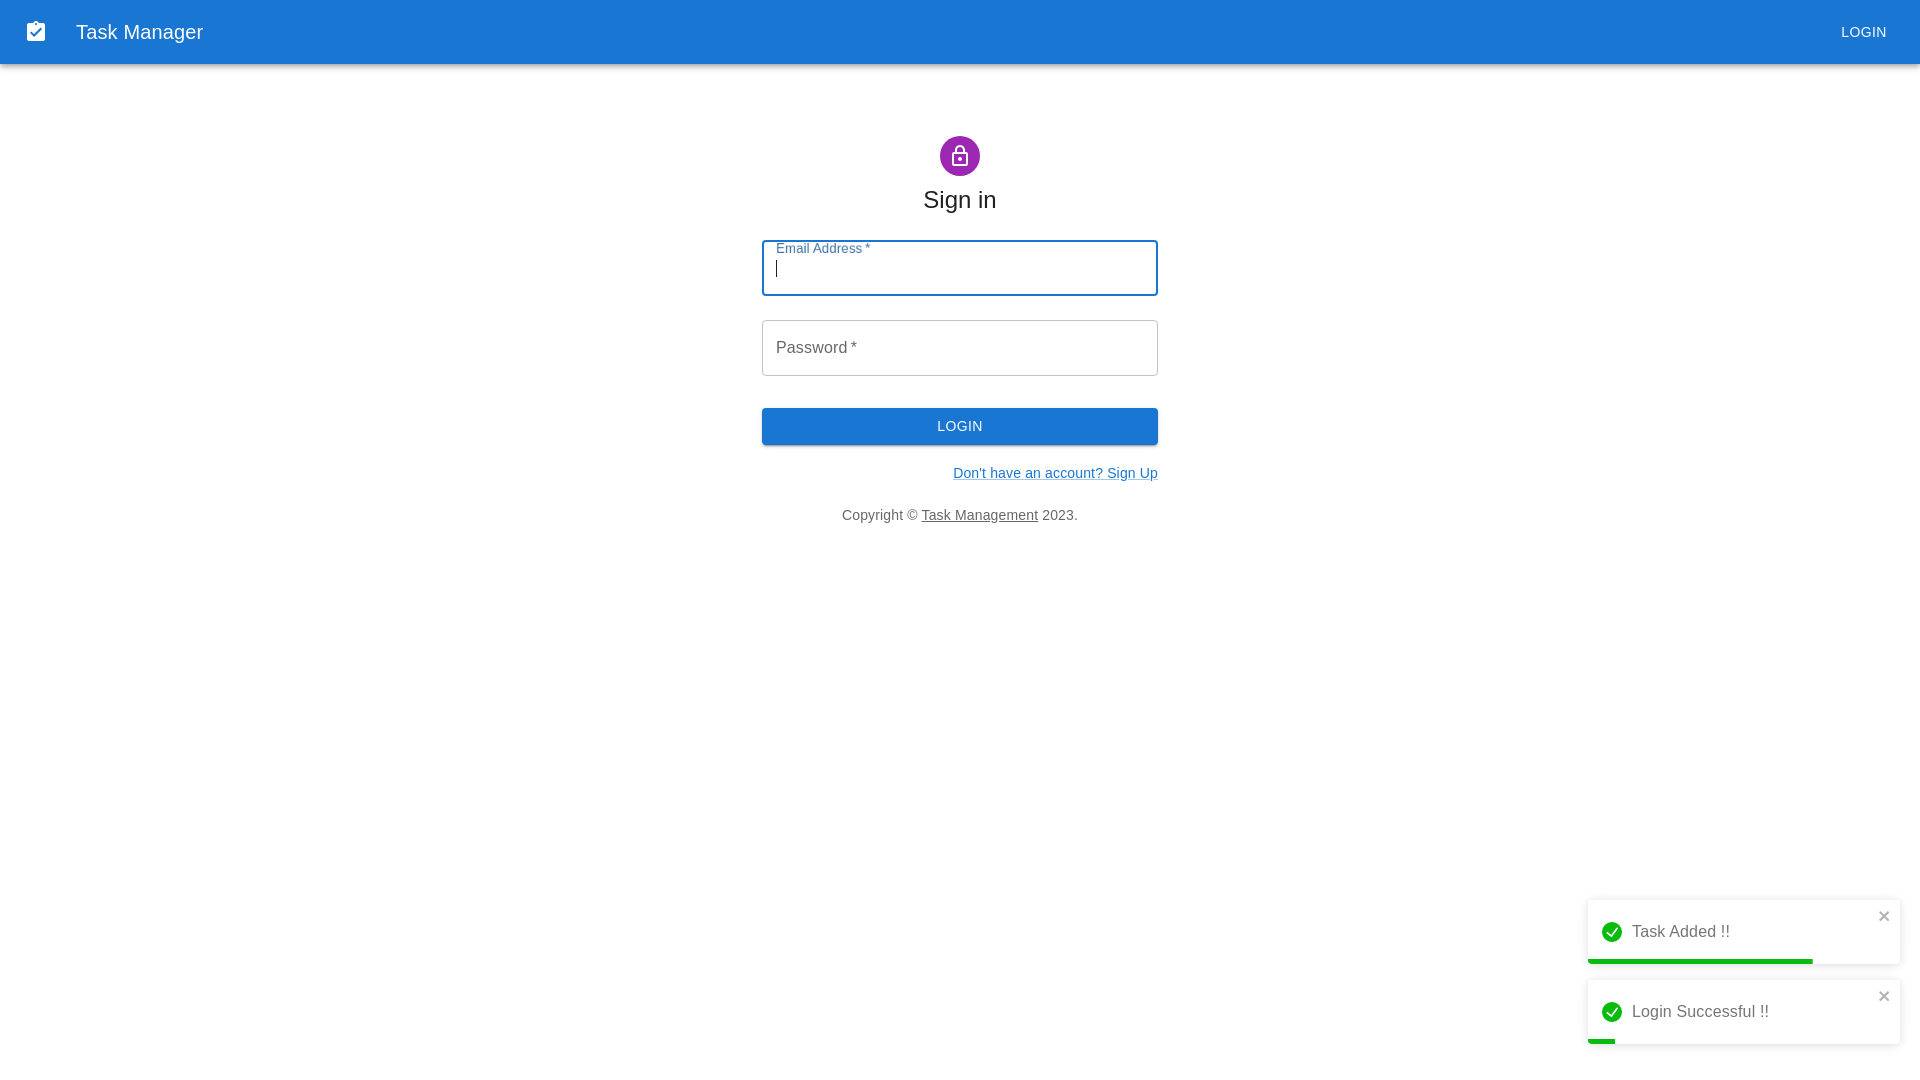 Task Manager
LOGIN
Sign in
Email Address *
Password *
LOGIN
Don't have an account? Sign Up
Copyright © Task Management 2023.
Task Added !!
Login Successful !!